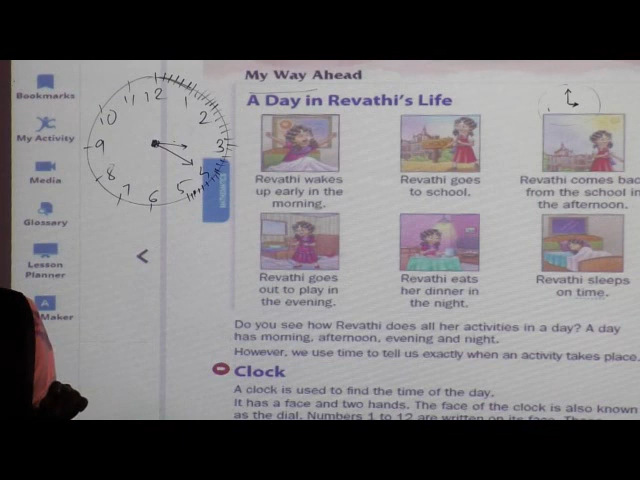 My Way Ahead
A Day in Revathi's Life
Bookmarks
My Activity
Media
Glossary
Lesson
Planner
A
Maker
12
1
2
3
4
5
6
7
8
9
10
11
Revathi wakes
up early in the
morning.
Revathi goes
to school.
Revathi comes bac
from the school in
the afternoon.
Revathi goes
out to play in
the evening.
Revathi eats
her dinner in
the night.
Revathi sleeps
on time.
Do you see how Revathi does all her activities in a day? A day
has morning, afternoon, evening and night.
However, we use time to tell us exactly when an activity takes place.
Clock
A clock is used to find the time of the day.
It has a face and two hands. The face of the clock is also known
as the dial. Numbers 1 to 12 are written on its face.